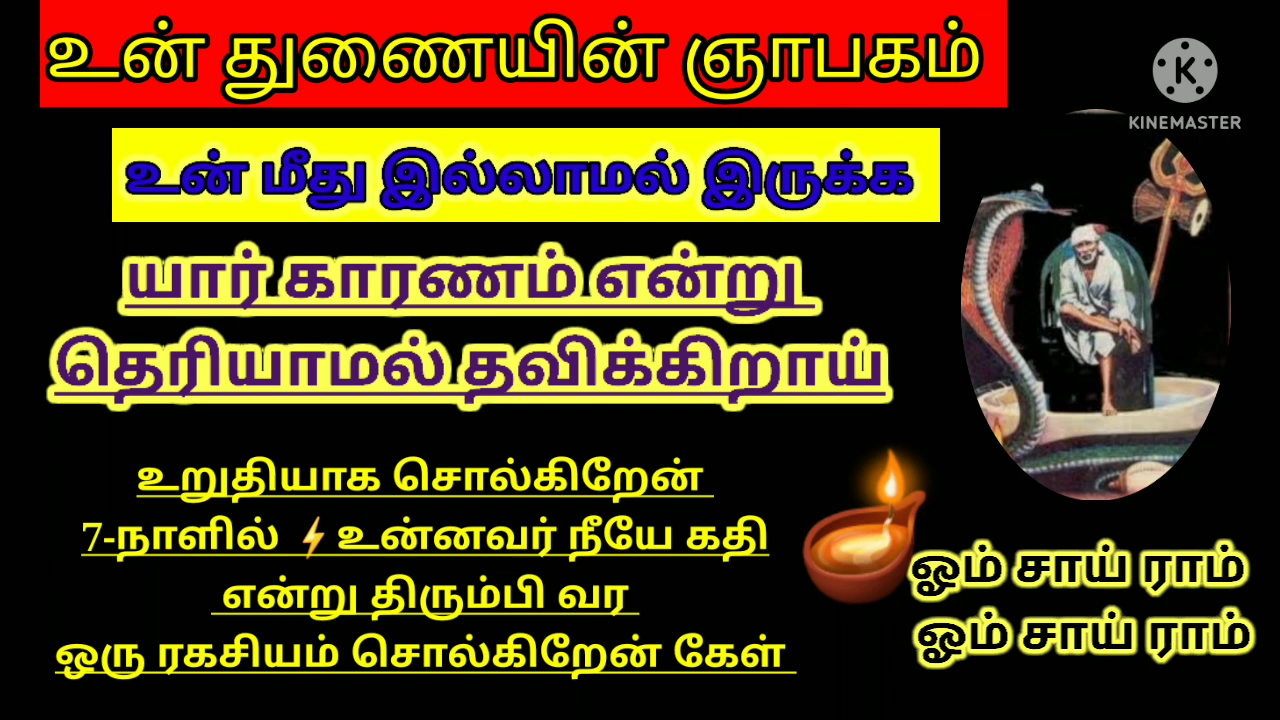 உன் துணையின் ஞாபகம்
உன் மீது இல்லாமல் இருக்க
யார் காரணம் என்று
தெரியாமல் தவிக்கிறாய்
உறுதியாக சொல்கிறேன்
7-நாளில் ⚡உன்னவர் நீயே கதி
என்று திரும்பி வர
ஒரு ரகசியம் சொல்கிறேன் கேள்
K
KINEMASTER
ஓம் சாய் ராம்
ஓம் சாய் ராம்